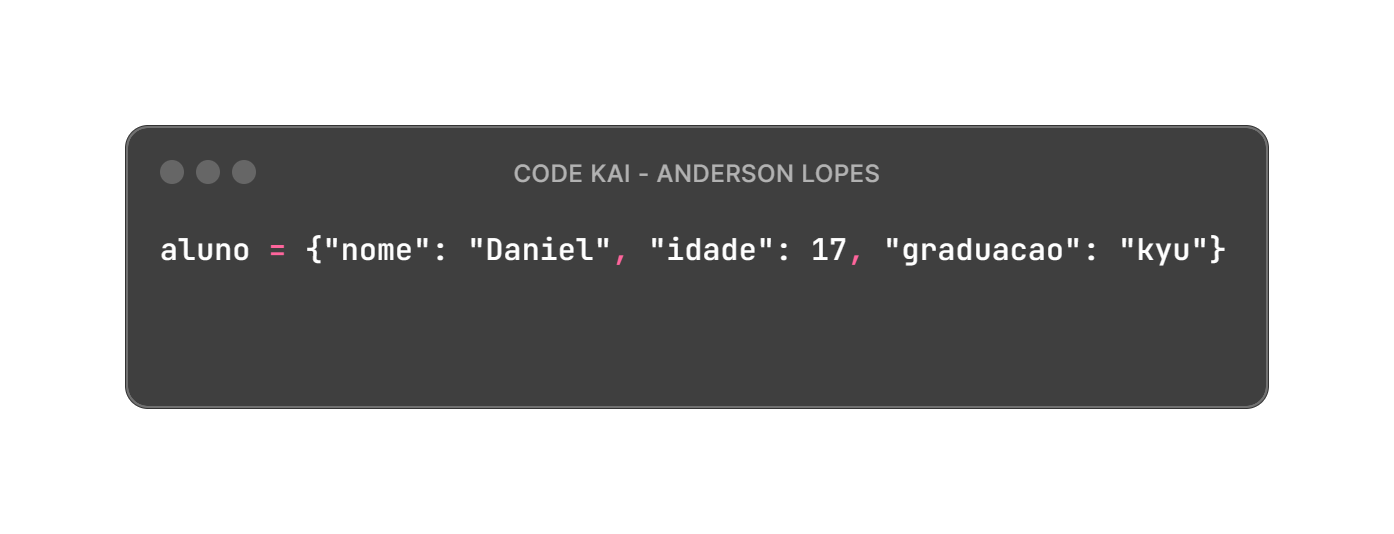 CODE KAI - ANDERSON LOPES
aluno = {"nome": "Daniel", "idade": 17, "graduacao": "kyu"}